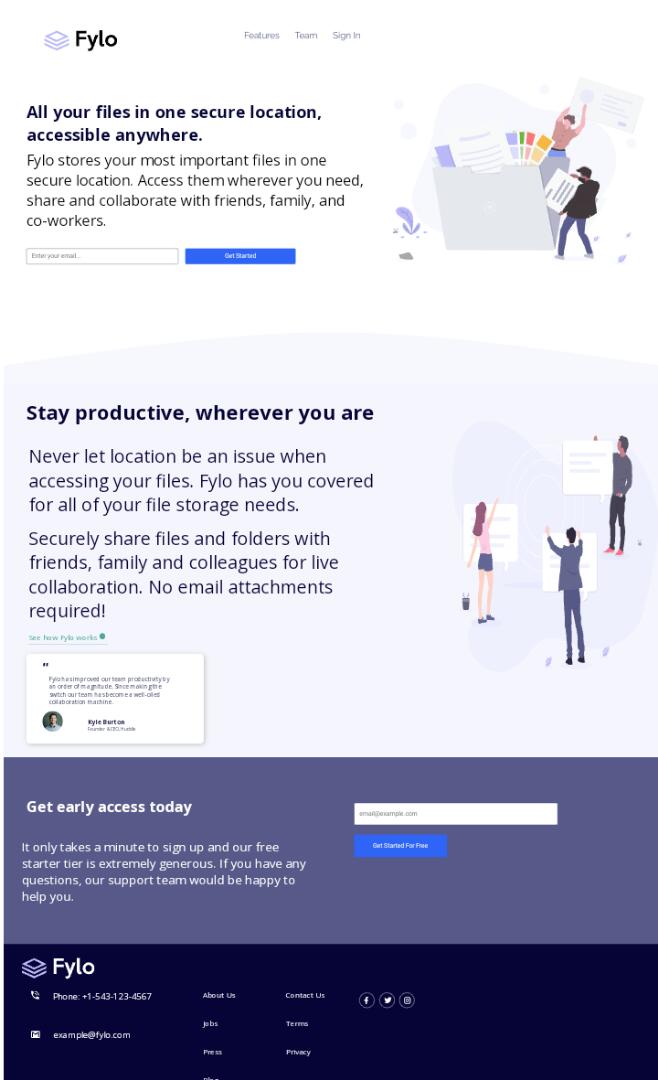 Fylo
Features Team Sign In
All your files in one secure location,
accessible anywhere.
Fylo stores your most important files in one
secure location. Access them wherever you need,
share and collaborate with friends, family, and
co-workers.
Enter your email...
Get Started
Stay productive, wherever you are
Never let location be an issue when
accessing your files. Fylo has you covered
for all of your file storage needs.
Securely share files and folders with
friends, family and colleagues for live
collaboration. No email attachments
required!
See how Fylo works
“
Fylo has improved our team productivity by
an order of magnitude. Since making the
switch our team has become a well-oiled
collaboration machine.
Kyle Burton
Founder & CEO, Huddle
Get early access today
It only takes a minute to sign up and our free
starter tier is extremely generous. If you have any
questions, our support team would be happy to
help you.
email@example.com
Get Started For Free
Fylo
Phone: +1-543-123-4567
example@fylo.com
About Us
Jobs
Press
Contact Us
Terms
Privacy